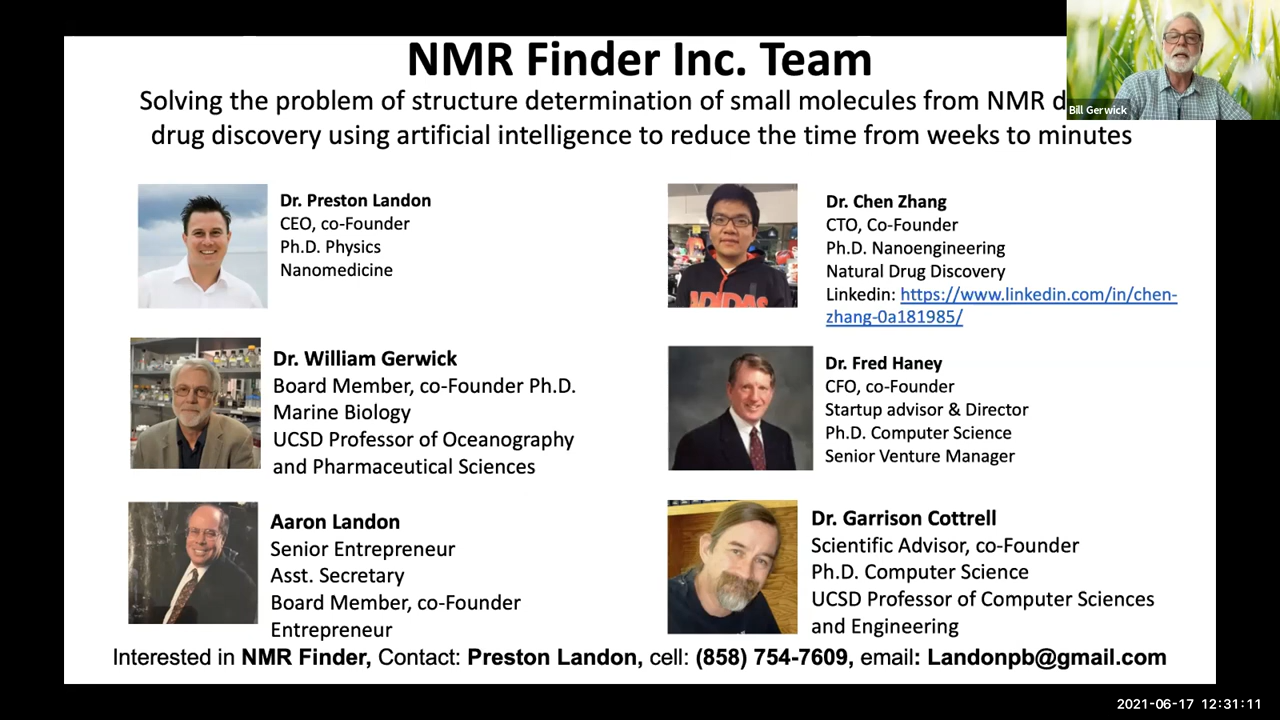 NMR Finder Inc. Team
Solving the problem of structure determination of small molecules from NMR d
drug discovery using artificial intelligence to reduce the time from weeks to minutes
Bill Gerwick
Dr. Preston Landon
CEO, co-Founder
Ph.D. Physics
Nanomedicine
Dr. Chen Zhang
CTO, Co-Founder
Ph.D. Nanoengineering
Natural Drug Discovery
Linkedin: https://www.linkedin.com/in/chen-
zhang-0a181985/
ADIDAS
Dr. William Gerwick
Board Member, co-Founder Ph.D.
Marine Biology
UCSD Professor of Oceanography
and Pharmaceutical Sciences
Dr. Fred Haney
CFO, co-Founder
Startup advisor & Director
Ph.D. Computer Science
Senior Venture Manager
Aaron Landon
Senior Entrepreneur
Asst. Secretary
Board Member, co-Founder
Entrepreneur
Dr. Garrison Cottrell
Scientific Advisor, co-Founder
Ph.D. Computer Science
UCSD Professor of Computer Sciences
and Engineering
Interested in NMR Finder, Contact: Preston Landon, cell: (858) 754-7609, email: Landonpb@gmail.com
2021-06-17 12:31:11